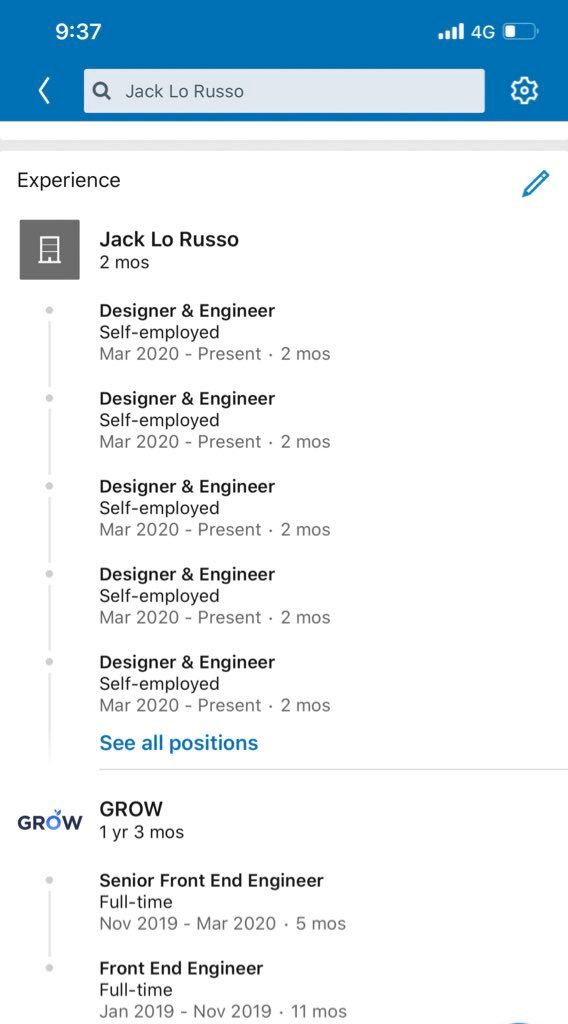 9:37
4G
Jack Lo Russo
Experience
Jack Lo Russo
2 mos
Designer & Engineer
Self-employed
Mar 2020 - Present · 2 mos
Designer & Engineer
Self-employed
Mar 2020 - Present · 2 mos
Designer & Engineer
Self-employed
Mar 2020 - Present · 2 mos
Designer & Engineer
Self-employed
Mar 2020 - Present · 2 mos
Designer & Engineer
Self-employed
Mar 2020 - Present · 2 mos
See all positions
GROW
GROW
1 yr 3 mos
Senior Front End Engineer
Full-time
Nov 2019 - Mar 2020 · 5 mos
Front End Engineer
Full-time
Jan 2019 - Nov 2019 · 11 mos